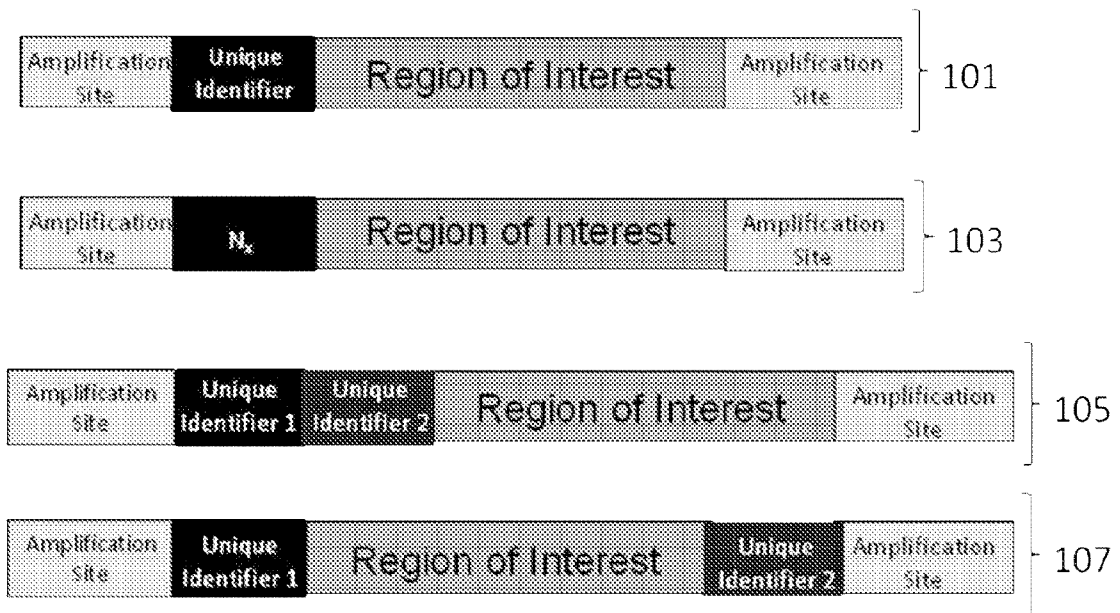 Amplification Site Unique Identifier Region of Interest Amplification Site 101
Amplification Site N_x Region of Interest Amplification Site 103
Amplification Site Unique Identifier 1 Unique Identifier 2 Region of Interest Amplification Site 105
Amplification Site Unique Identifier 1 Region of Interest Unique Identifier 2 Amplification Site 107